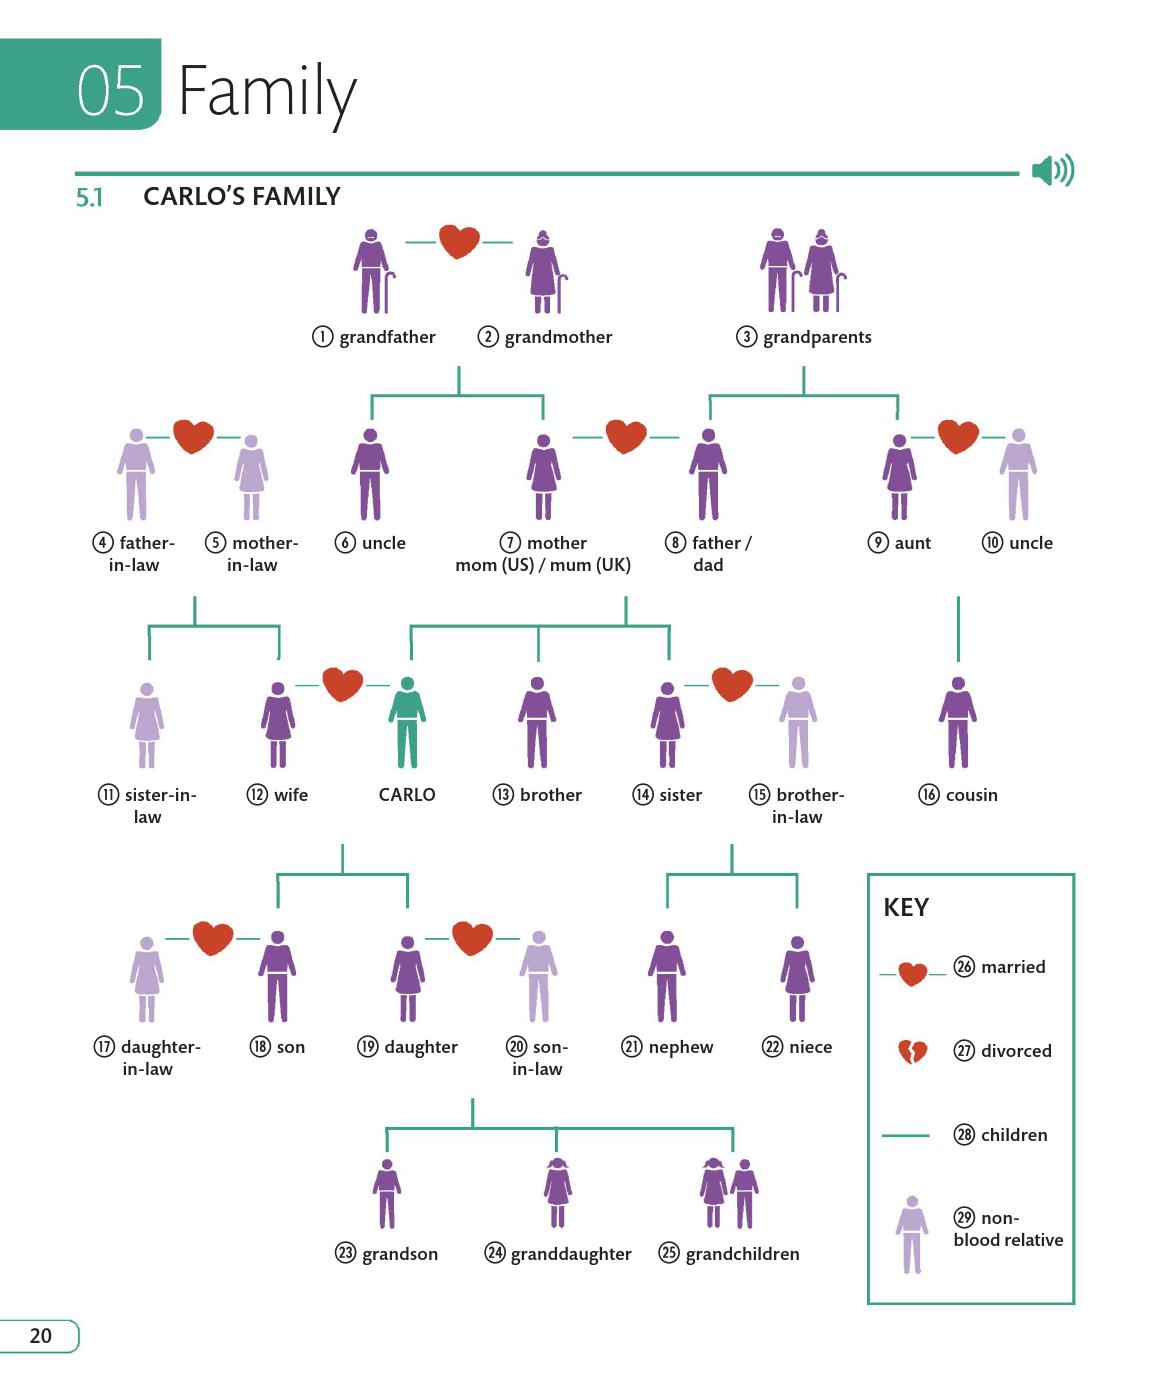 05 Family
5.1 CARLO'S FAMILY
① grandfather
② grandmother
③ grandparents
④ father-
in-law
⑤ mother-
in-law
⑥ uncle
⑦ mother
mom (US) / mum (UK)
⑧ father /
dad
⑨ aunt
⑩ uncle
⑪ sister-in-
law
⑫ wife
CARLO
⑬ brother
⑭ sister
⑮ brother-
in-law
⑯ cousin
⑰ daughter-
in-law
⑱ son
⑲ daughter
⑳ son-
in-law
㉑ nephew
㉒ niece
㉓ grandson
㉔ granddaughter
㉕ grandchildren
KEY
㉖ married
㉗ divorced
㉘ children
㉙ non-
blood relative
20